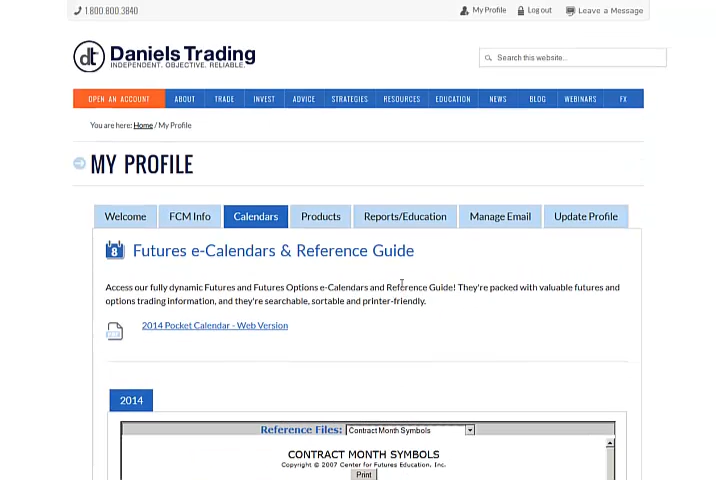 1.800.800.3840
My Profile
Log out
Leave a Message
dt Daniels Trading
INDEPENDENT. OBJECTIVE. RELIABLE.
Search this website...
OPEN AN ACCOUNT ABOUT TRADE INVEST ADVICE STRATEGIES RESOURCES EDUCATION NEWS BLOG WEBINARS FX
You are here: Home / My Profile
MY PROFILE
Welcome FCM Info Calendars Products Reports/Education Manage Email Update Profile
8 Futures e-Calendars & Reference Guide
Access our fully dynamic Futures and Futures Options e-Calendars and Reference Guide! They're packed with valuable futures and
options trading information, and they're searchable, sortable and printer-friendly.
2014 Pocket Calendar - Web Version
2014
Reference Files: Contract Month Symbols
CONTRACT MONTH SYMBOLS
Copyright © 2007 Center for Futures Education, Inc.
Print